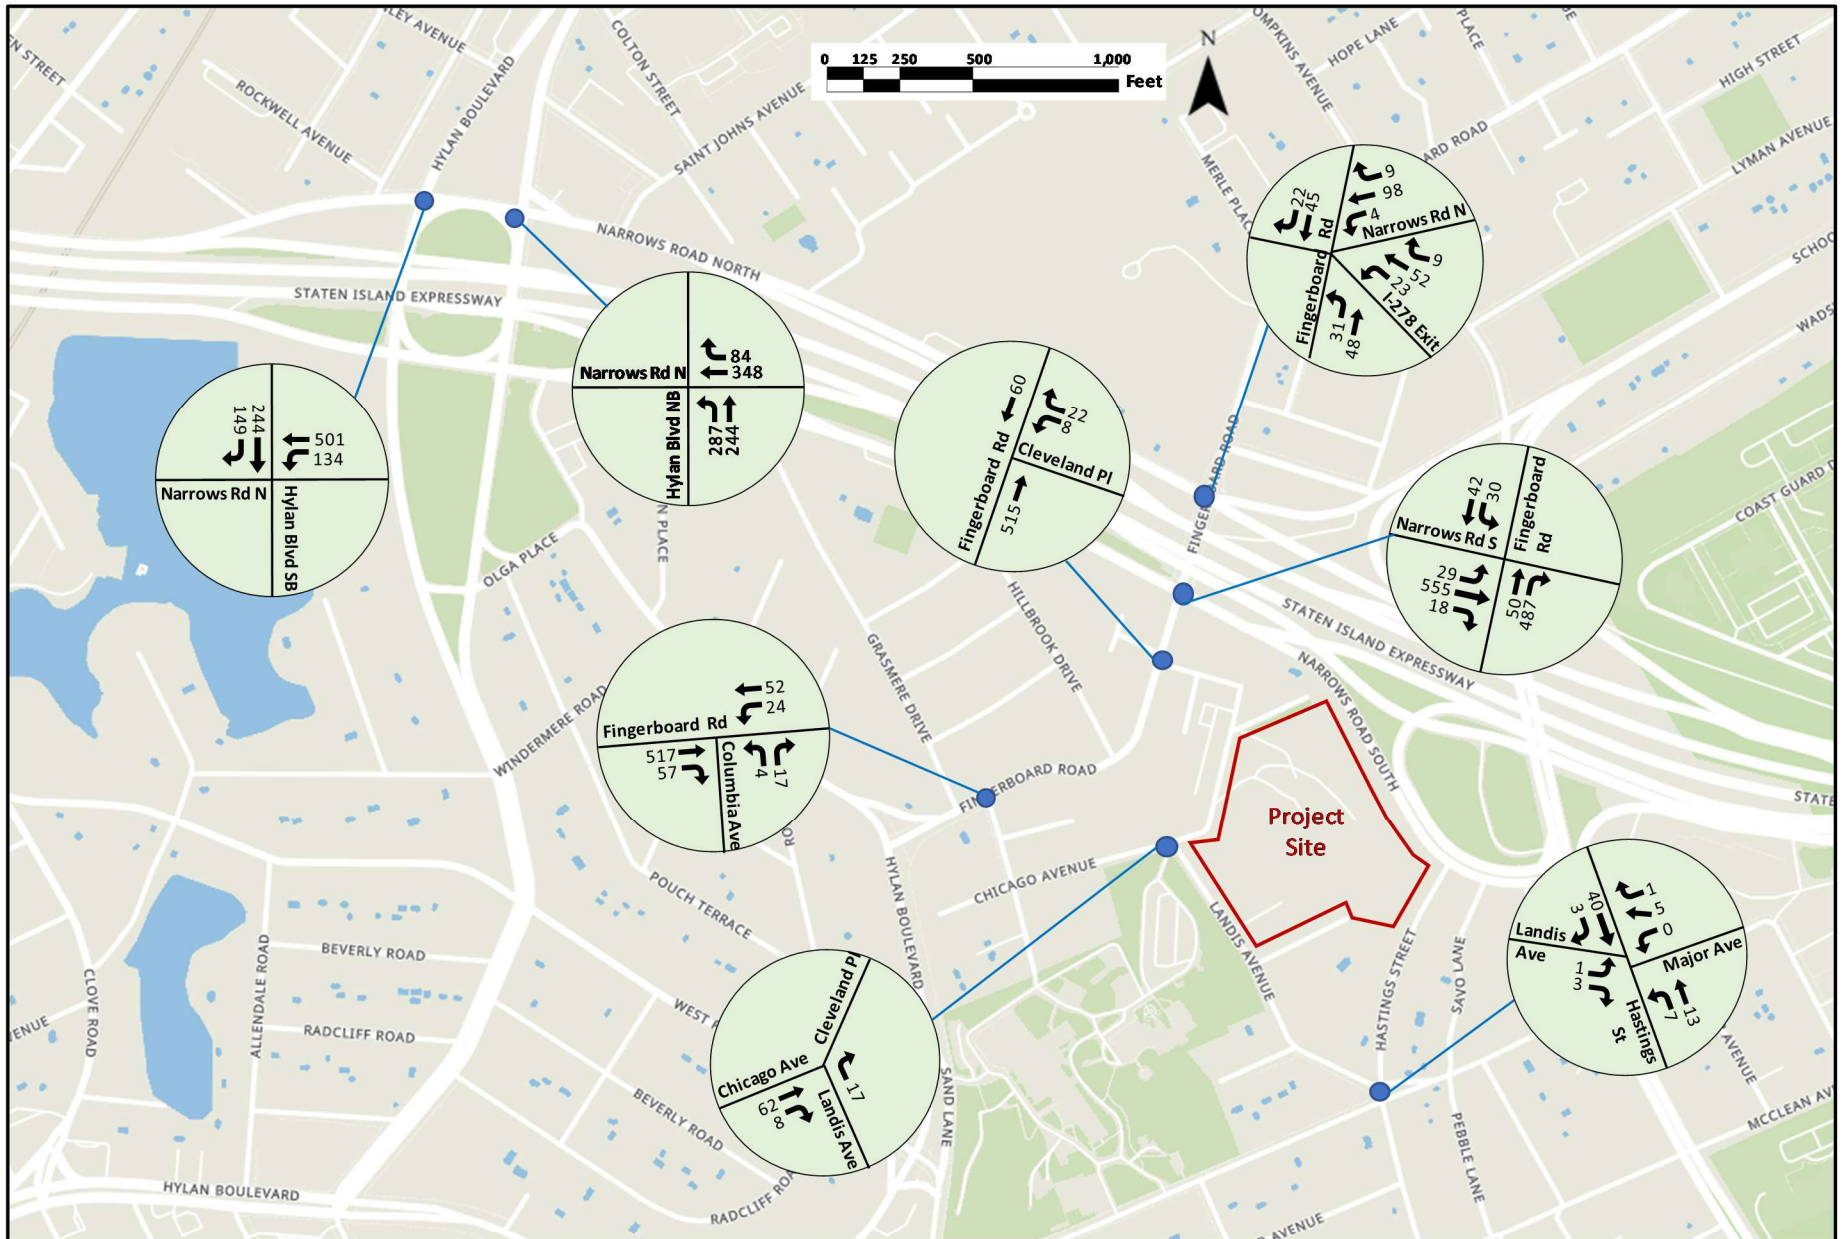 0 125 250 500 1,000
Feet
N
COLTON STREET
HYLAN BOULEVARD
ROCKWELL AVENUE
SAINT JOHNS AVENUE
HOPE LANE
PLACE
HIGH STREET
LYMAN AVENUE
ARD ROAD
NARROWS ROAD NORTH
STATEN ISLAND EXPRESSWAY
22
45
9
98
4
Narrows Rd N
Fingerboard Rd
9
52
23
I-278 Exit
31
48
84
348
Narrows Rd N
Hylan Blvd NB
287
244
149
244
501
134
Narrows Rd N
Hylan Blvd SB
60
22
8
Cleveland Pl
Fingerboard Rd
515
42
30
Fingerboard
Rd
Narrows Rd S
29
555
18
50
487
COAST GUARD D
OLGA PLACE
N PLACE
HILLBROOK DRIVE
GRASMERE DRIVE
WINDERMERE ROAD
STATEN ISLAND EXPRESSWAY
NARROWS ROAD SOUTH
52
24
Fingerboard Rd
517
57
Columbia Ave
4
17
FINGERBOARD ROAD
Project
Site
STATE
HYLAN BOULEVARD
CHICAGO AVENUE
LANDIS AVENUE
POUCH TERRACE
BEVERLY ROAD
ALLENDALE ROAD
CLOVE ROAD
RADCLIFF ROAD
HASTINGS STREET
SAVO LANE
40
3
1
5
0
Landis
Ave
Major Ave
1
3
Hastings
St
7
13
AVENUE
MCCLEAN AV
PEBBLE LANE
Cleveland Pl
Chicago Ave
62
8
17
Landis Ave
SAND LANE
BEVERLY ROAD
HYLAN BOULEVARD